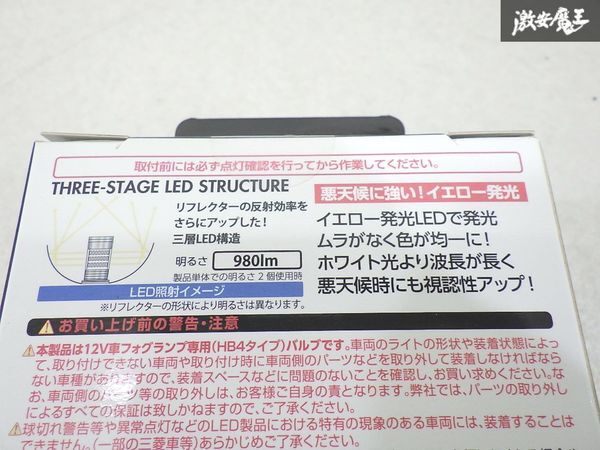 激安魔王
取付前には必ず点灯確認を行ってから作業してください。
THREE-STAGE LED STRUCTURE
リフレクターの反射効率を
さらにアップした!
三層LED構造
明るさ 980lm
製品単体での明るさ2個使用時
LED照射イメージ
※リフレクターの形状により明るさは異なります。
悪天候に強い!イエロー発光
イエロー発光LEDで発光
ムラがなく色が均一に!
ホワイト光より波長が長く
悪天候時にも視認性アップ!
お買い上げ前の警告・注意
本製品は12V車フォグランプ専用(HB4タイプ)バルブです。車両のライトの形状や装着状態によっ
て、取り付けできない車両や取り付け時に車両側のパーツなどを取り外して装着しなければなら
ない車種がありますので、装着スペースなどに問題のないことを確認し、お買い求めください。な
お、車両側のパーツ等の取り外しは、お客様ご自身の責となります。弊社では、パーツの取り外し
によるすべての保証は致しかねますので、ご了承ください。
球切れ警告等や異常点灯などのLED製品における特有の現象のある車両には、装着することは
できません。(一部の三菱車等)あらかじめご了承ください。